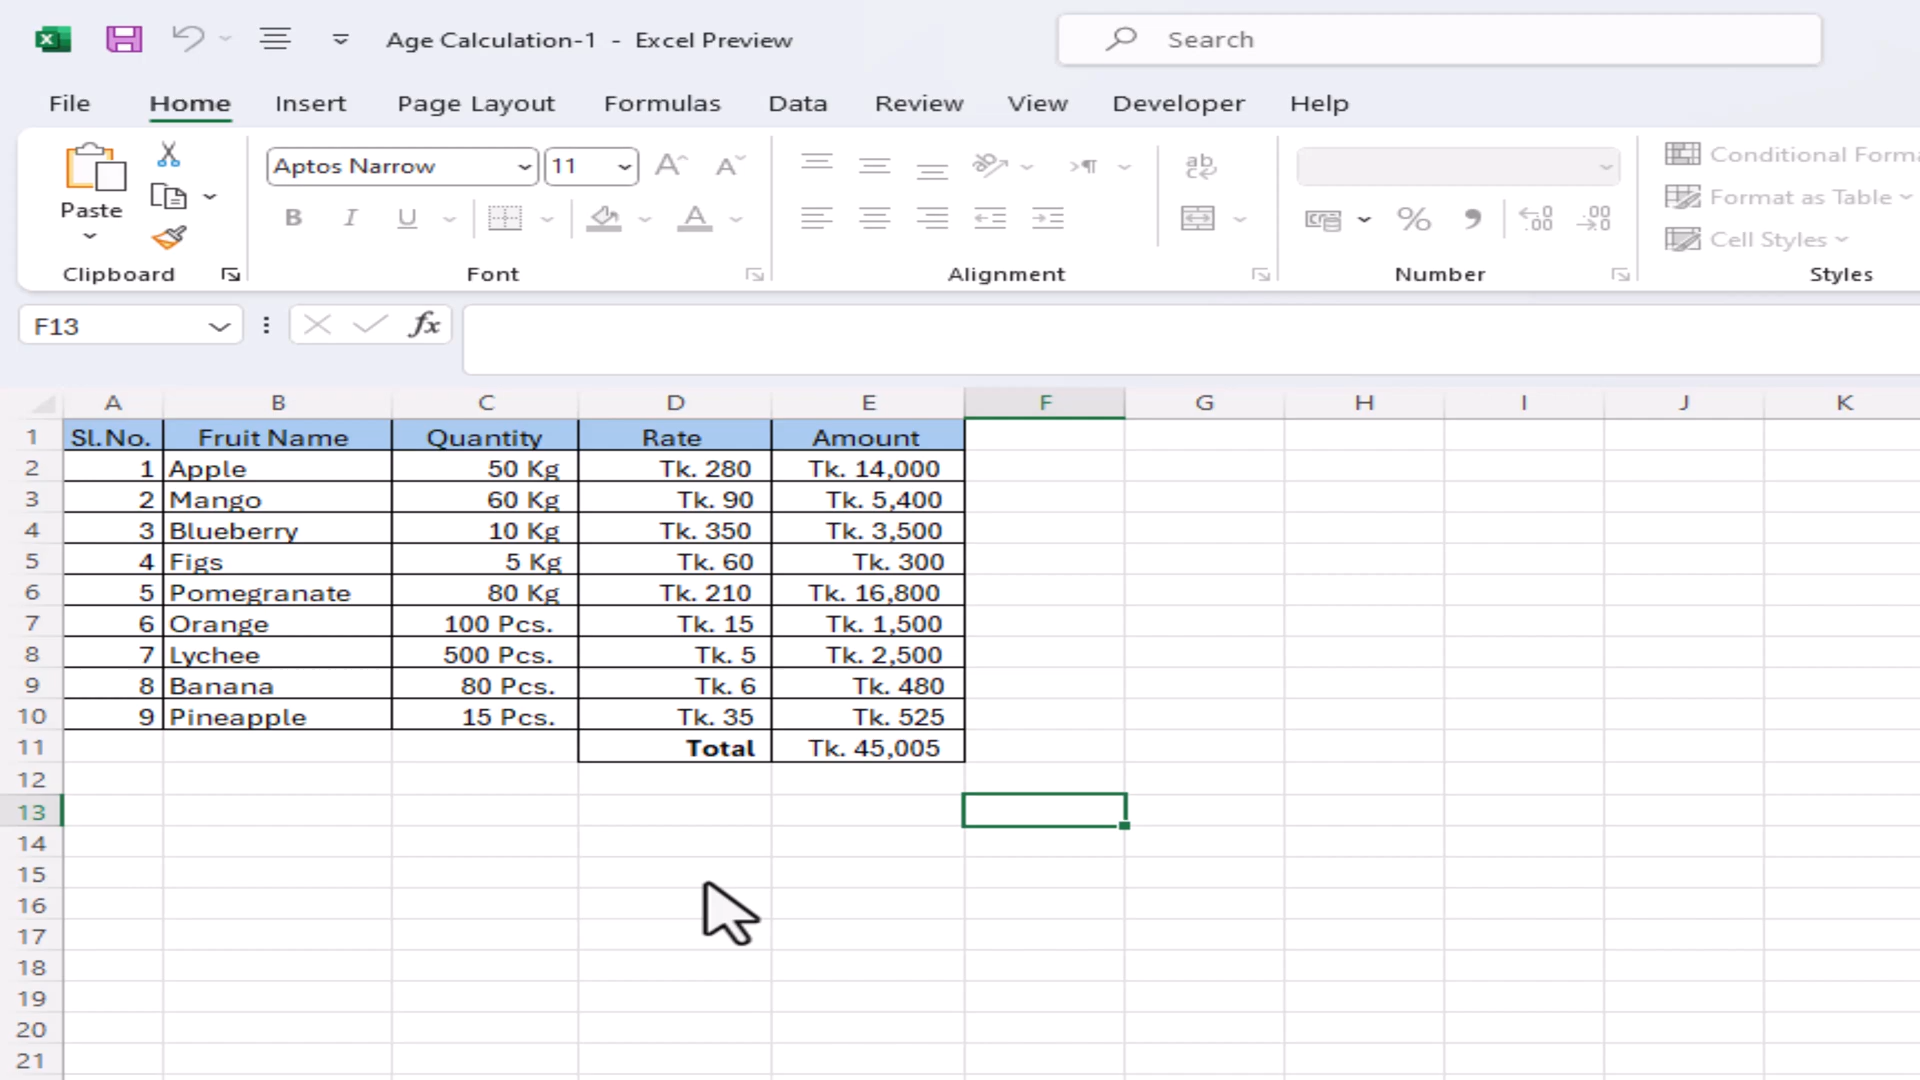 Age Calculation-1 - Excel Preview
Search
File Home Insert Page Layout Formulas Data Review View Developer Help
Paste
Aptos Narrow 11
B I U A
ab
% 9
Conditional Forma
Format as Table
Cell Styles
Clipboard Font Alignment Number Styles
F13 fx
A B C D E F G H I J K
1 Sl.No. Fruit Name Quantity Rate Amount
2 1 Apple 50 Kg Tk. 280 Tk. 14,000
3 2 Mango 60 Kg Tk. 90 Tk. 5,400
4 3 Blueberry 10 Kg Tk. 350 Tk. 3,500
5 4 Figs 5 Kg Tk. 60 Tk. 300
6 5 Pomegranate 80 Kg Tk. 210 Tk. 16,800
7 6 Orange 100 Pcs. Tk. 15 Tk. 1,500
8 7 Lychee 500 Pcs. Tk. 5 Tk. 2,500
9 8 Banana 80 Pcs. Tk. 6 Tk. 480
10 9 Pineapple 15 Pcs. Tk. 35 Tk. 525
11 Total Tk. 45,005
12
13
14
15
16
17
18
19
20
21